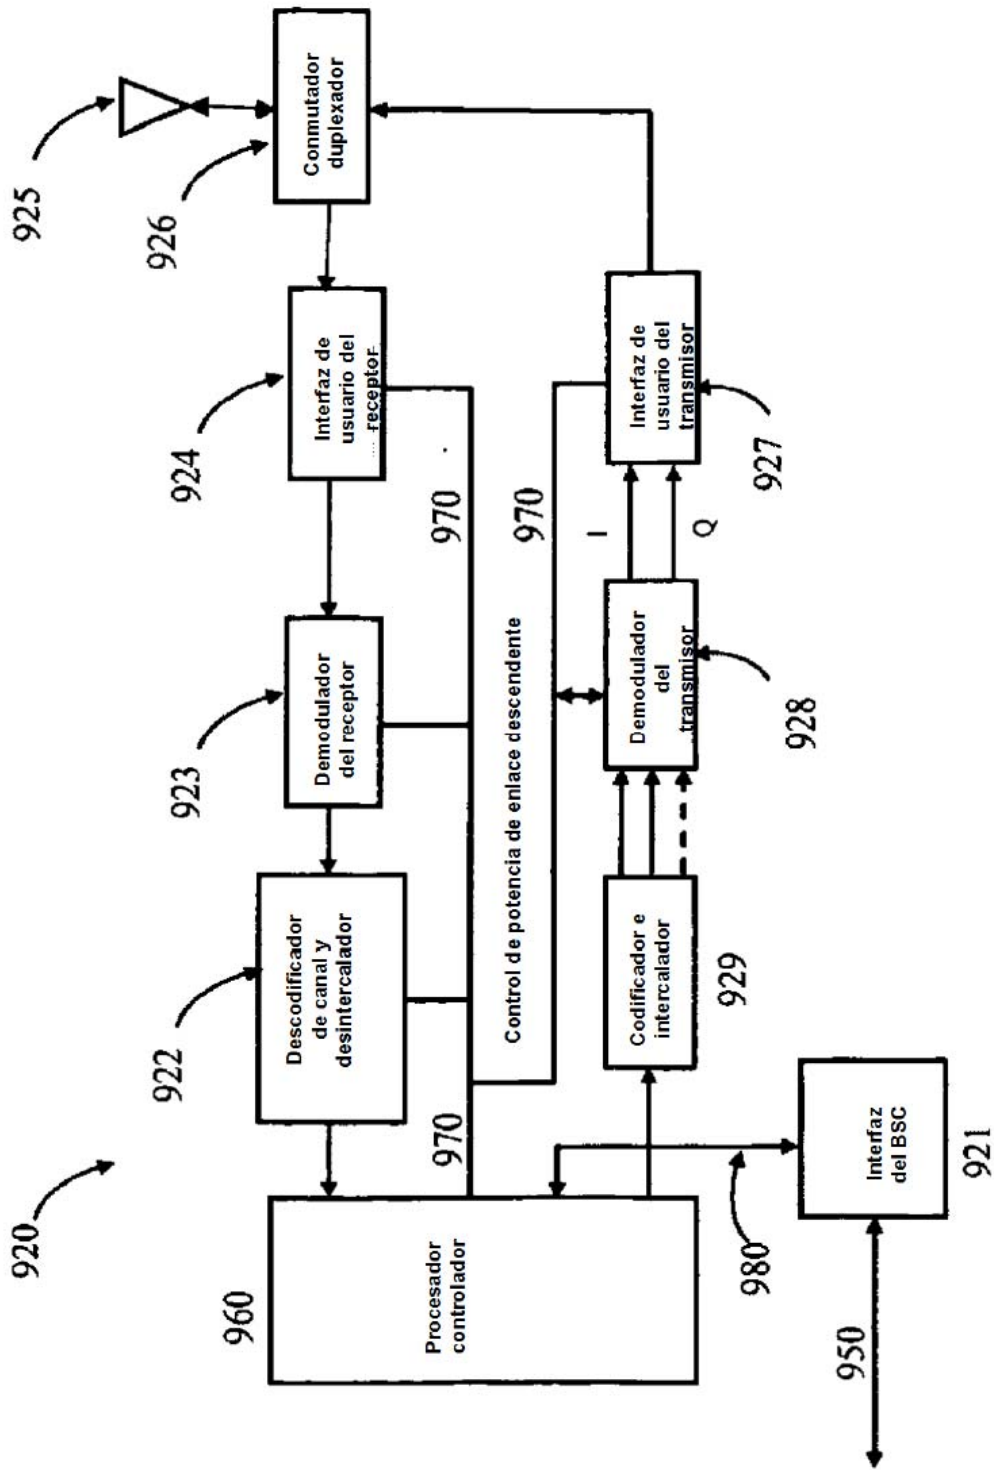 920
960
Procesador
controlador
922
Descodificador
de canal y
desintercalador
923
Demodulador
del receptor
924
Interfaz de
usuario del
receptor
925
926
Conmutador
duplexador
970
970
970
Control de potencia de enlace descendente
Codificador e
intercalador
929
Demodulador
del
transmisor
928
I
Q
Interfaz de
usuario del
transmisor
927
980
Interfaz
del BSC
921
950